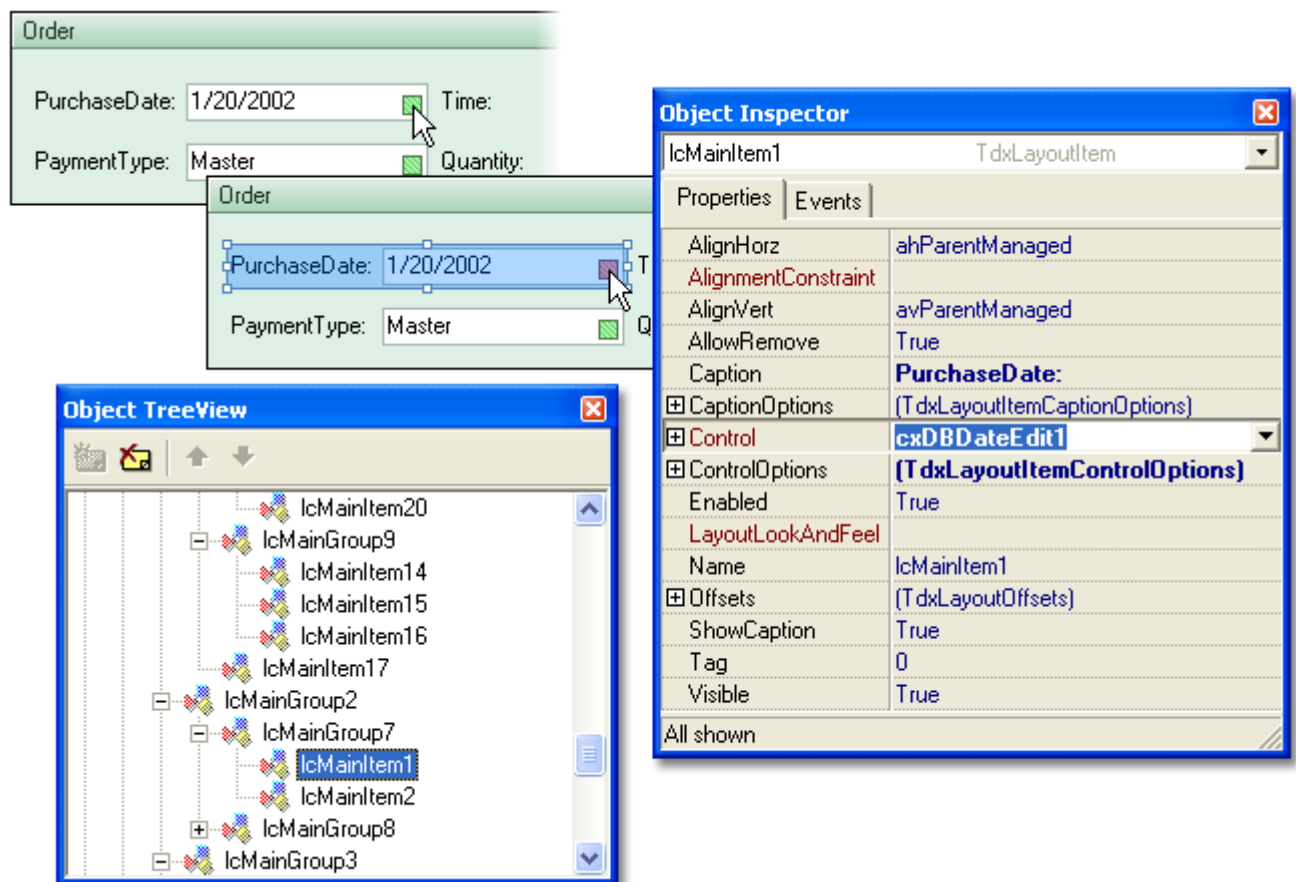 Order
PurchaseDate: 1/20/2002 Time:
PaymentType: Master Quantity:
Order
PurchaseDate: 1/20/2002 T
PaymentType: Master Q
Object TreeView
lcMainItem20
lcMainGroup9
lcMainItem14
lcMainItem15
lcMainItem16
lcMainItem17
lcMainGroup2
lcMainGroup7
lcMainItem1
lcMainItem2
lcMainGroup8
lcMainGroup3
Object Inspector
lcMainItem1 TdxLayoutItem
Properties Events
AlignHorz ahParentManaged
AlignmentConstraint
AlignVert avParentManaged
AllowRemove True
Caption PurchaseDate:
CaptionOptions (TdxLayoutItemCaptionOptions)
Control cxDBDateEdit1
ControlOptions (TdxLayoutItemControlOptions)
Enabled True
LayoutLookAndFeel
Name lcMainItem1
Offsets (TdxLayoutOffsets)
ShowCaption True
Tag 0
Visible True
All shown